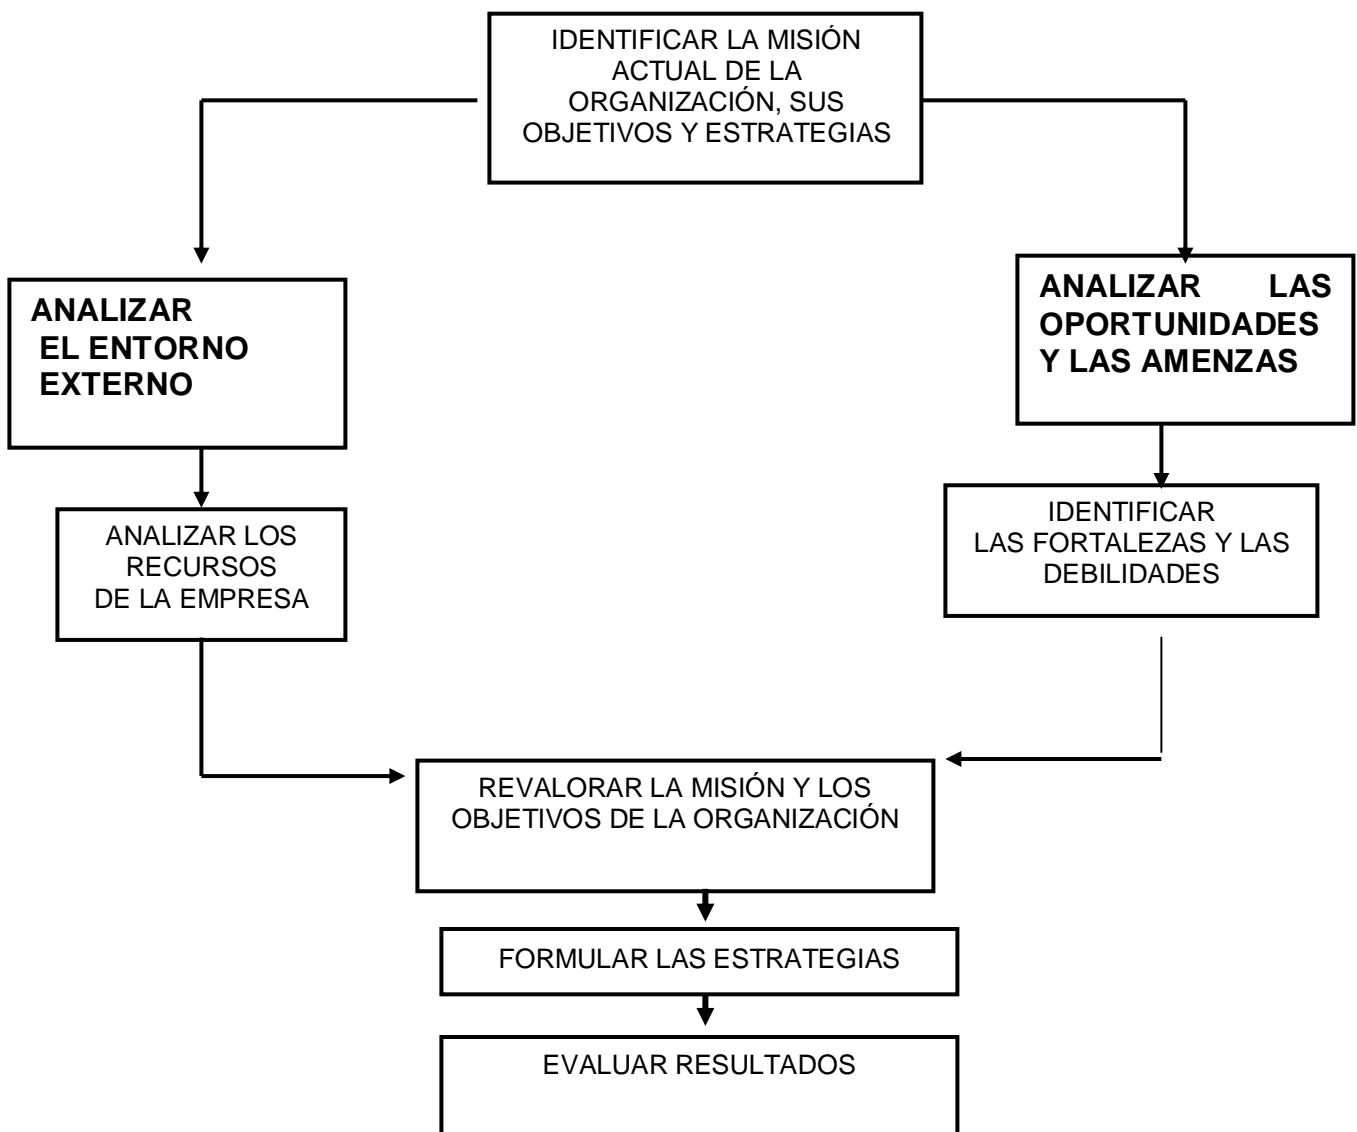 IDENTIFICAR LA MISIÓN
ACTUAL DE LA
ORGANIZACIÓN, SUS
OBJETIVOS Y ESTRATEGIAS
ANALIZAR
EL ENTORNO
EXTERNO
ANALIZAR LAS
OPORTUNIDADES
Y LAS AMENZAS
ANALIZAR LOS
RECURSOS
DE LA EMPRESA
IDENTIFICAR
LAS FORTALEZAS Y LAS
DEBILIDADES
REVALORAR LA MISIÓN Y LOS
OBJETIVOS DE LA ORGANIZACIÓN
FORMULAR LAS ESTRATEGIAS
EVALUAR RESULTADOS